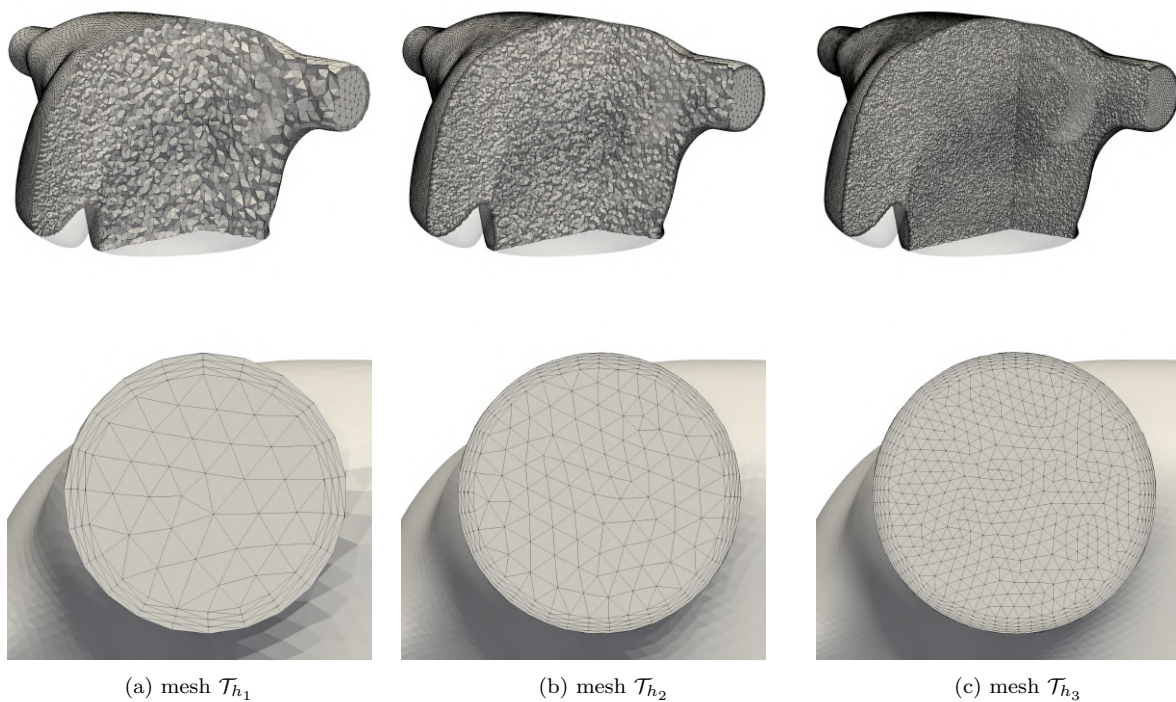 (a) mesh $\mathcal{T}_{h_1}$
(b) mesh $\mathcal{T}_{h_2}$
(c) mesh $\mathcal{T}_{h_3}$